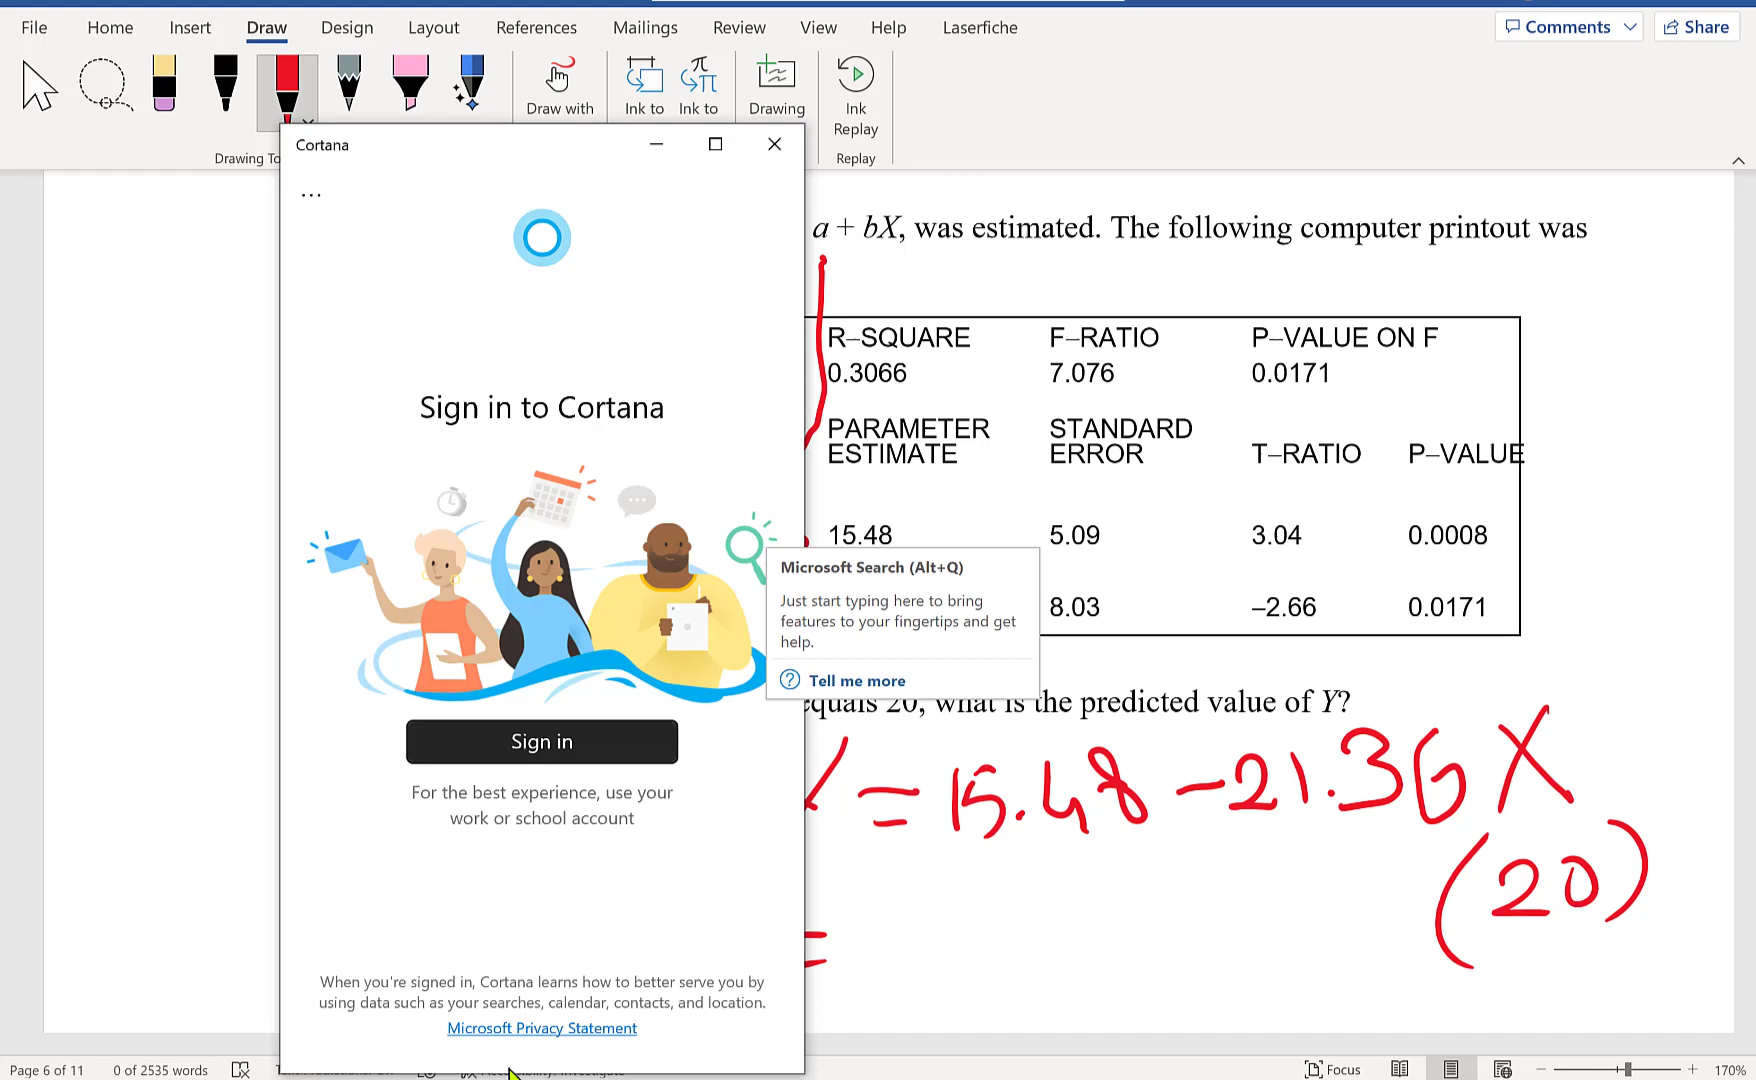 File Home Insert Draw Design Layout References Mailings Review View Help Laserfiche Comments Share
Draw with Ink to Ink to Drawing Ink Replay
Drawing To Replay
Cortana
...
Sign in to Cortana
Sign in
For the best experience, use your
work or school account
When you're signed in, Cortana learns how to better serve you by
using data such as your searches, calendar, contacts, and location.
Microsoft Privacy Statement
a + bX, was estimated. The following computer printout was
R–SQUARE F–RATIO P–VALUE ON F
0.3066 7.076 0.0171
PARAMETER STANDARD
ESTIMATE ERROR T–RATIO P–VALUE
15.48 5.09 3.04 0.0008
8.03 –2.66 0.0171
Microsoft Search (Alt+Q)
Just start typing here to bring
features to your fingertips and get
help.
Tell me more
equals 20, what is the predicted value of Y?
= 15.48 - 21.36 X
(20)
=
Page 6 of 11 0 of 2535 words Focus 170%